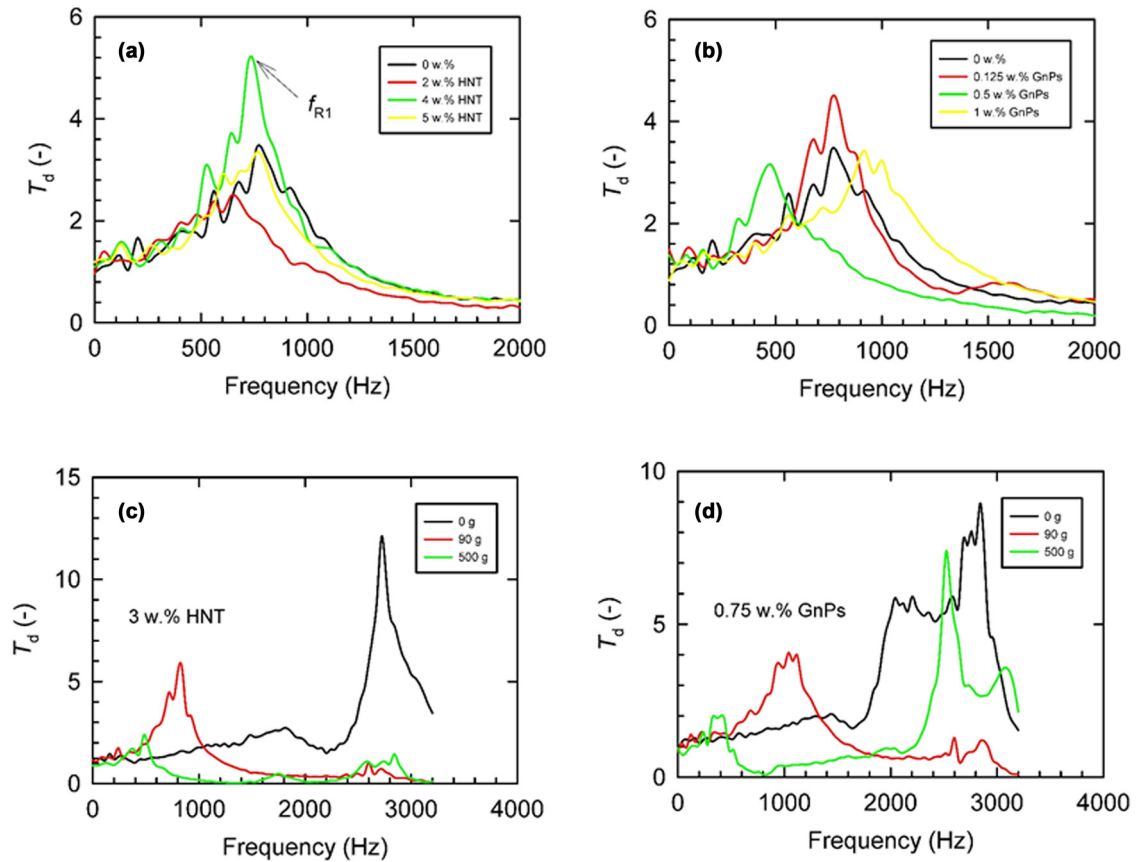 (a)
0 w.%
2 w.% HNT
4 w.% HNT
5 w.% HNT
fR1
6
4
2
0
Td (-)
0 500 1000 1500 2000
Frequency (Hz)
(b)
0 w.%
0.125 w.% GnPs
0.5 w.% GnPs
1 w.% GnPs
6
4
2
0
Td (-)
0 500 1000 1500 2000
Frequency (Hz)
(c)
0 g
90 g
500 g
3 w.% HNT
15
10
5
0
Td (-)
0 1000 2000 3000 4000
Frequency (Hz)
(d)
0 g
90 g
500 g
0.75 w.% GnPs
10
5
0
Td (-)
0 1000 2000 3000 4000
Frequency (Hz)